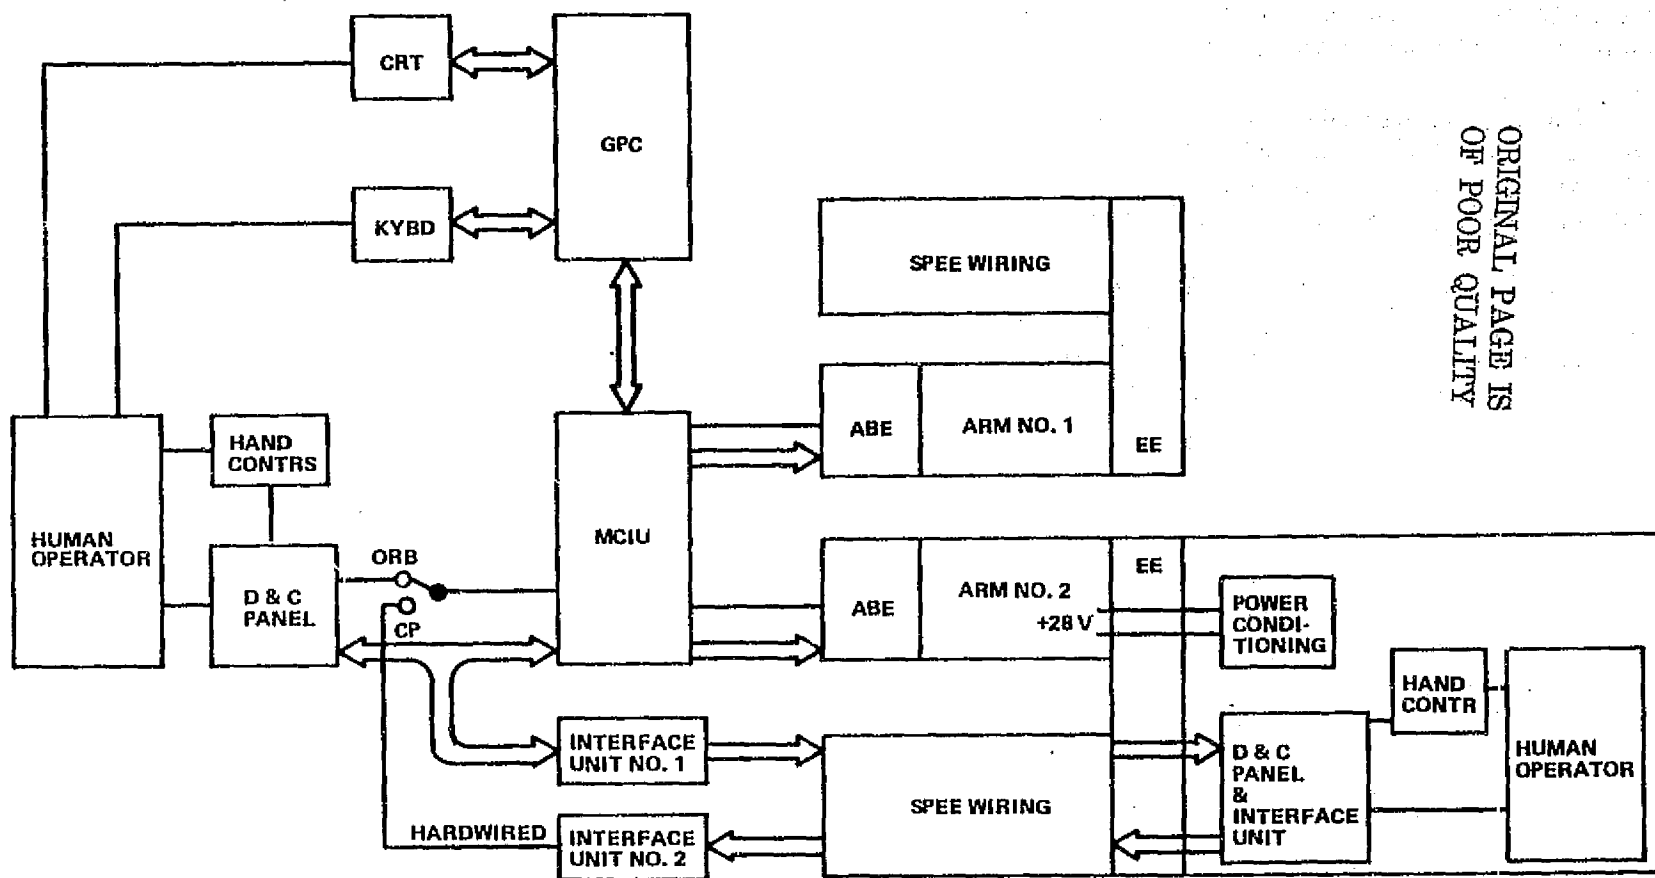 CRT
GPC
KYBD
ORIGINAL PAGE IS
OF POOR QUALITY
SPEE WIRING
ABE
ARM NO. 1
EE
HAND
CONTRS
HUMAN
OPERATOR
MCIU
D & C
PANEL
ORB
CP
ABE
ARM NO. 2
+28 V
EE
POWER
CONDI-
TIONING
HAND
CONTR
INTERFACE
UNIT NO. 1
D & C
PANEL
&
INTERFACE
UNIT
HUMAN
OPERATOR
SPEE WIRING
HARDWIRED
INTERFACE
UNIT NO. 2